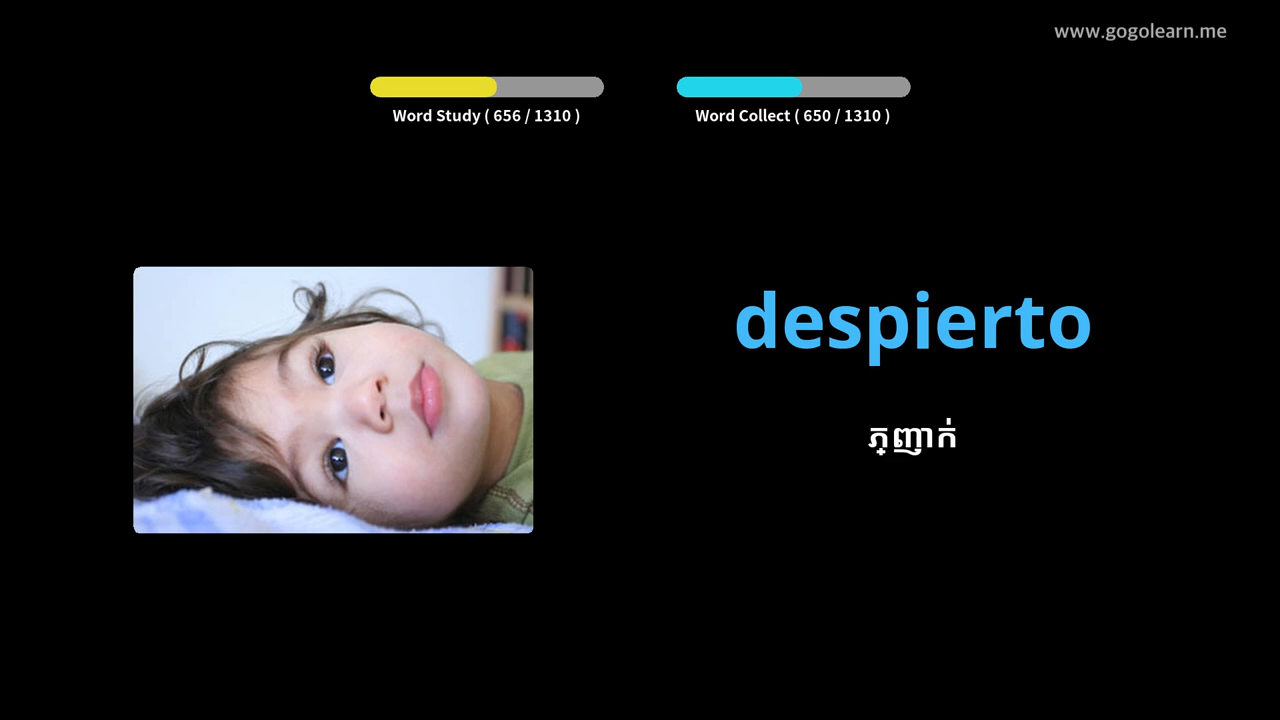 www.gogolearn.me
Word Study ( 656 / 1310 )
Word Collect ( 650 / 1310 )
despierto
ភ្ញាក់